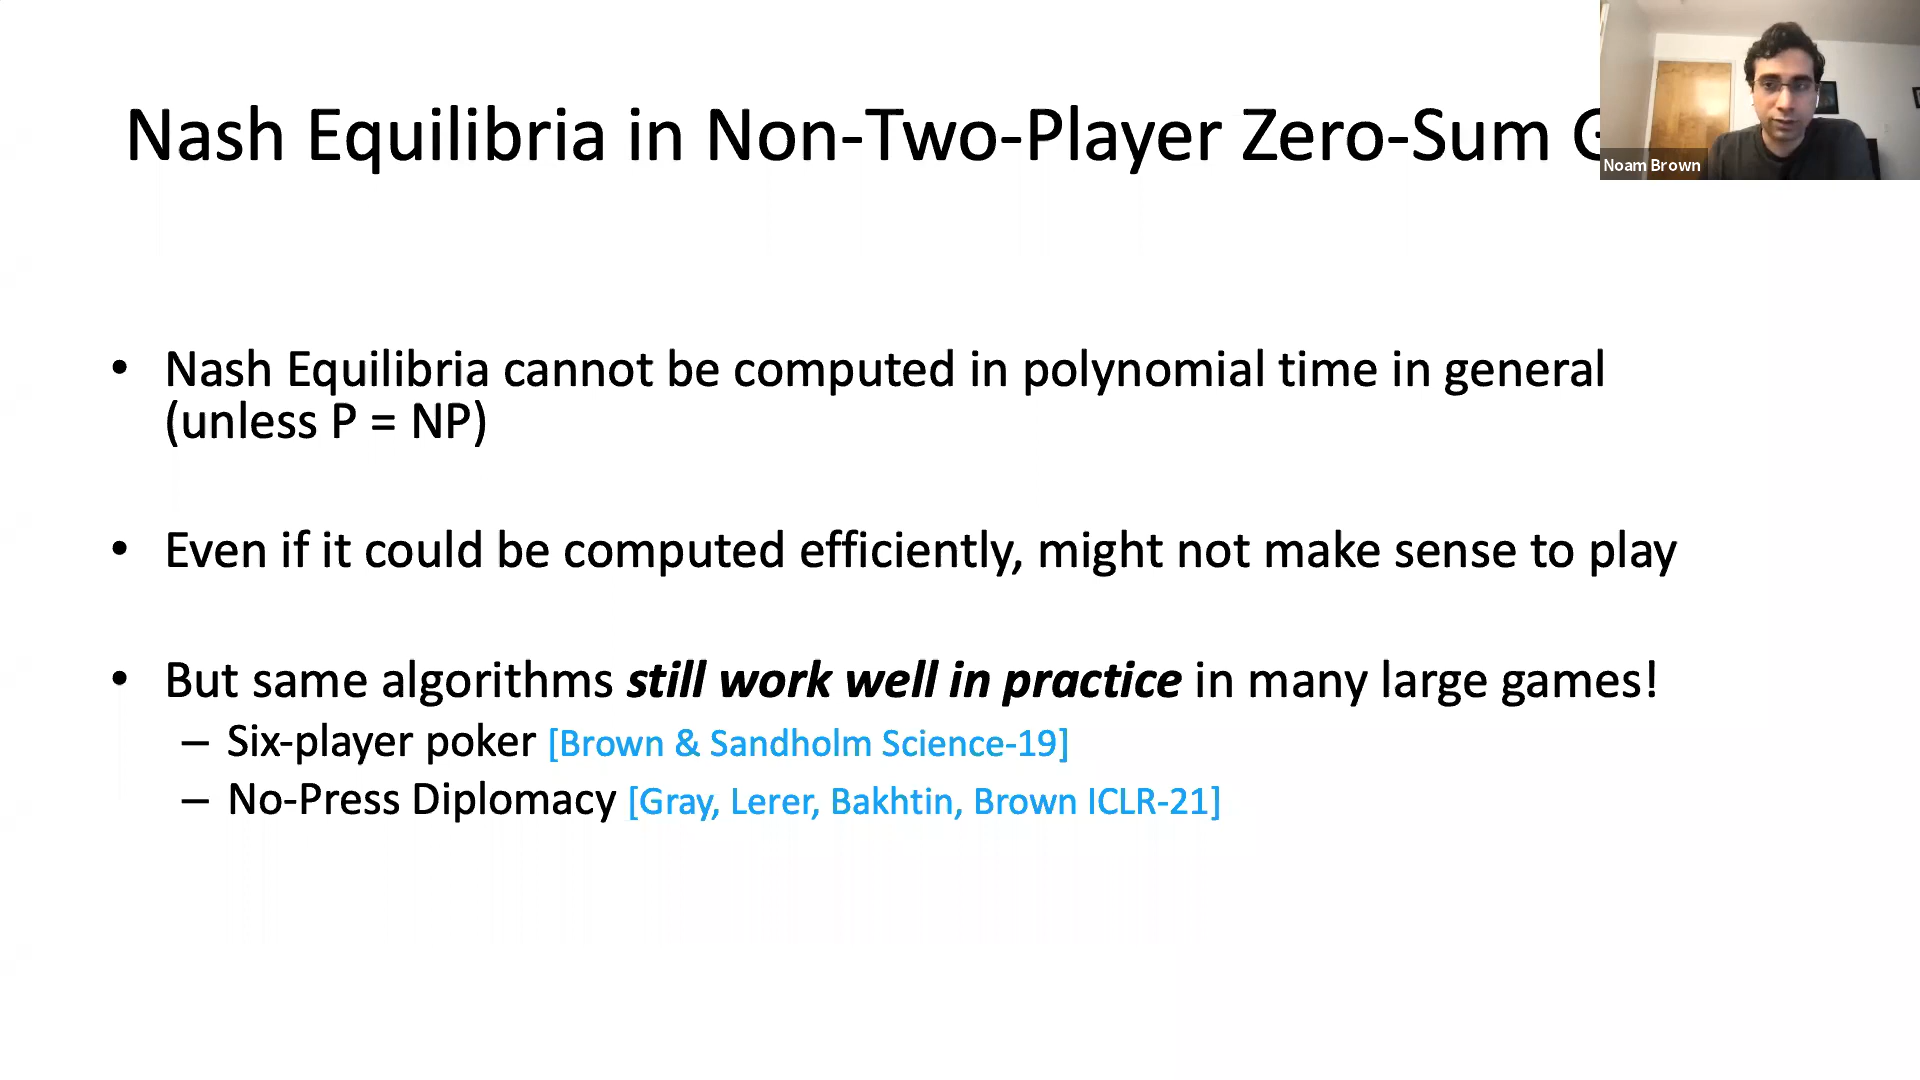 Nash Equilibria in Non-Two-Player Zero-Sum
Noam Brown
• Nash Equilibria cannot be computed in polynomial time in general
(unless P = NP)
• Even if it could be computed efficiently, might not make sense to play
• But same algorithms still work well in practice in many large games!
– Six-player poker [Brown & Sandholm Science-19]
– No-Press Diplomacy [Gray, Lerer, Bakhtin, Brown ICLR-21]